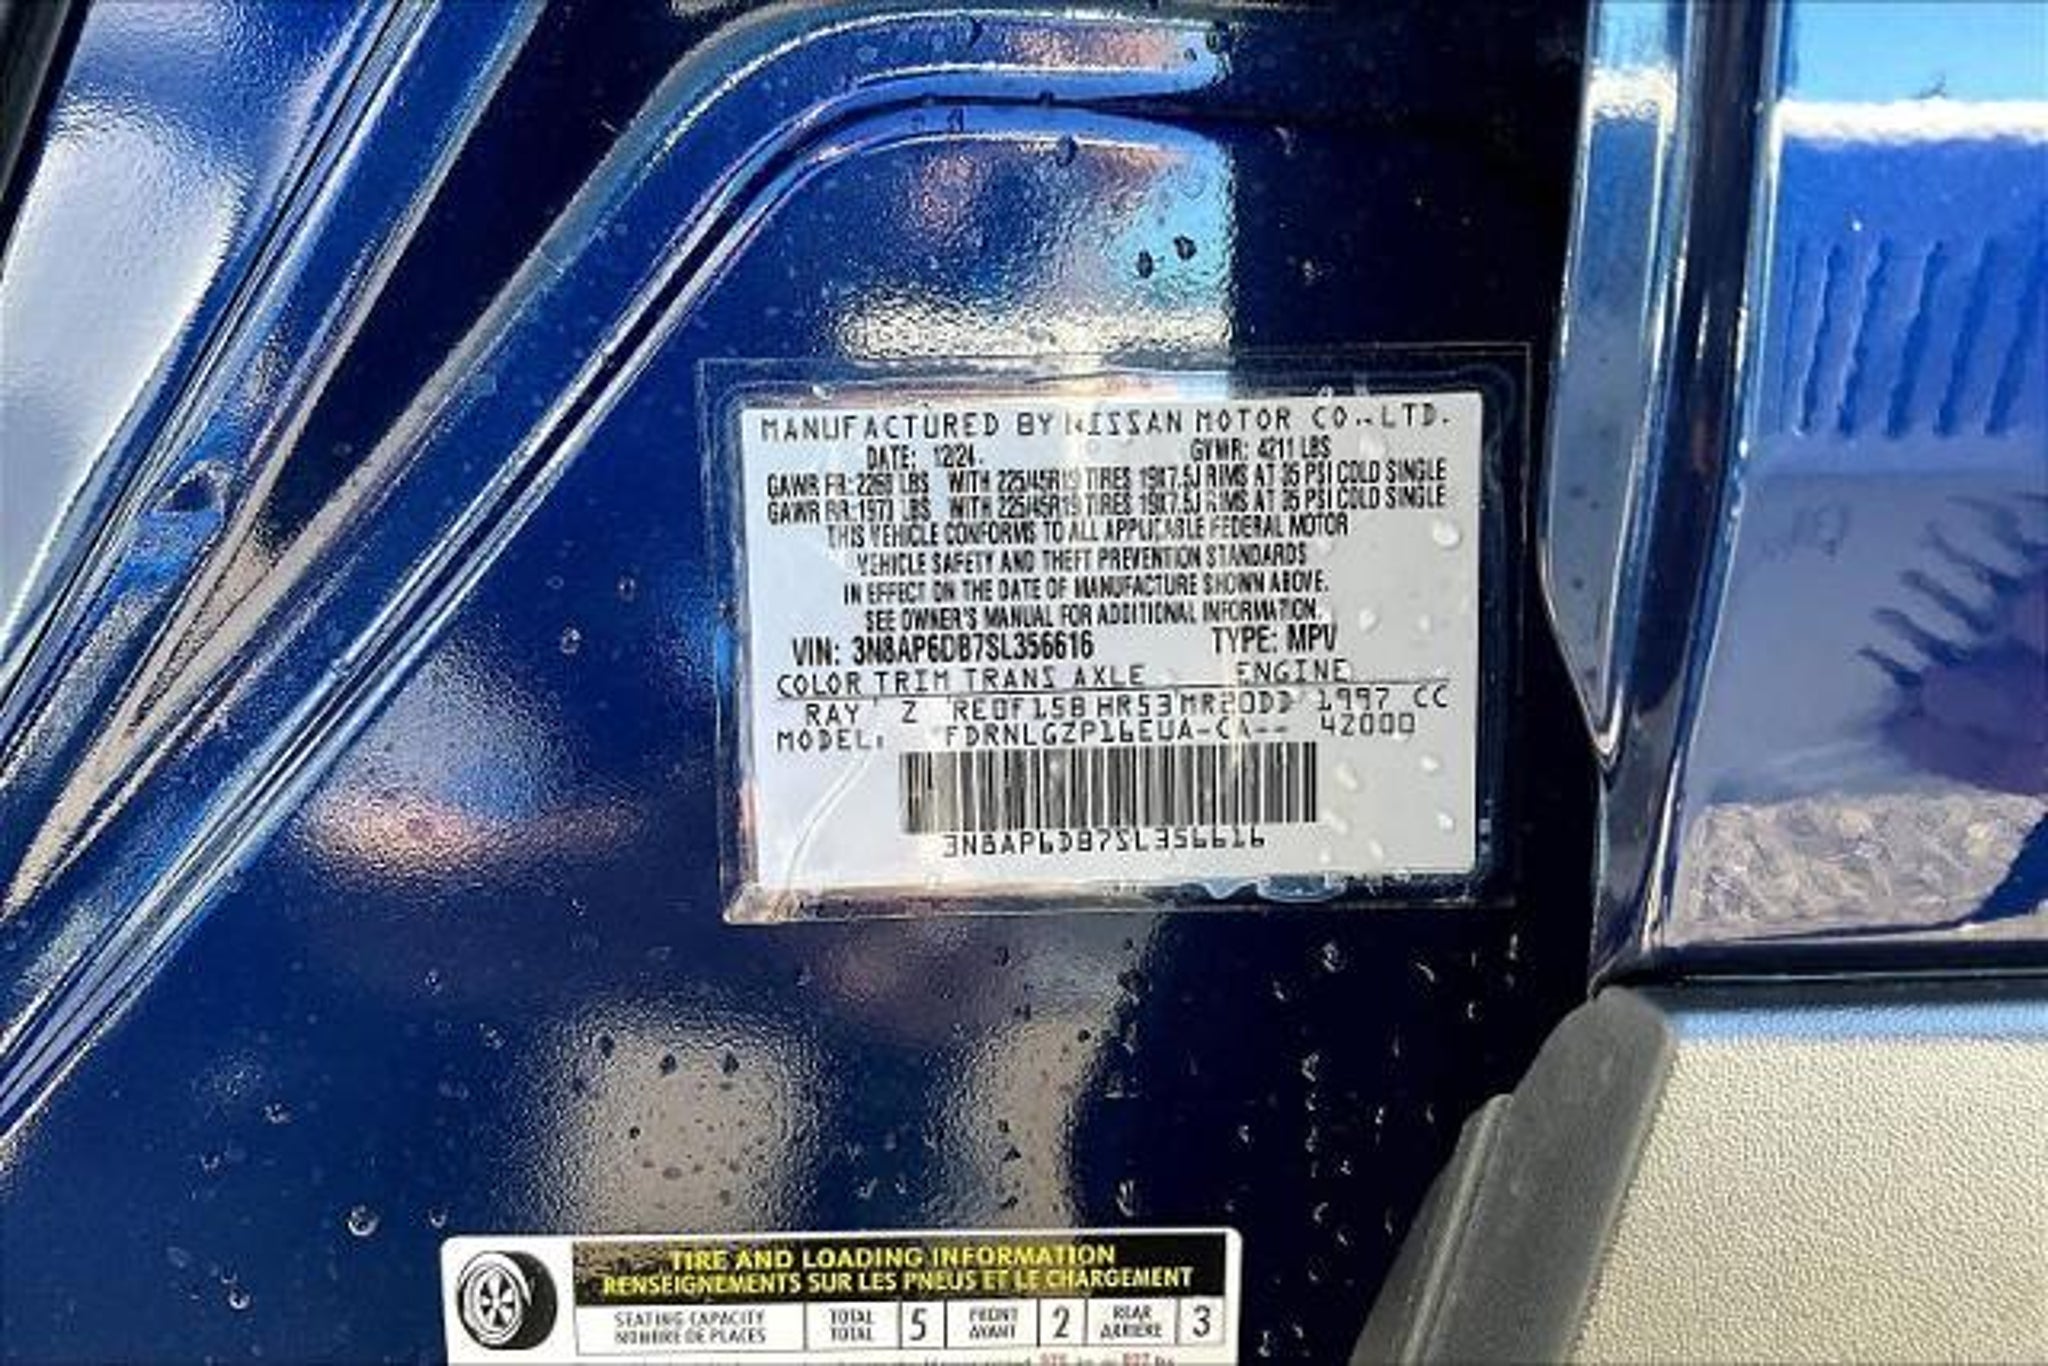 MANUFACTURED BY NISSAN MOTOR CO.,LTD.
DATE: 12/24 GVWR: 4211 LBS
GAWR FR: 2268 LBS WITH 225/45R19 TIRES 19X7.5J RIMS AT 35 PSI COLD SINGLE
GAWR RR: 1973 LBS WITH 225/45R19 TIRES 19X7.5J RIMS AT 35 PSI COLD SINGLE
THIS VEHICLE CONFORMS TO ALL APPLICABLE FEDERAL MOTOR
VEHICLE SAFETY AND THEFT PREVENTION STANDARDS
IN EFFECT ON THE DATE OF MANUFACTURE SHOWN ABOVE.
SEE OWNER'S MANUAL FOR ADDITIONAL INFORMATION.
VIN: 3N8AP6DB7SL356616 TYPE: MPV
COLOR TRIM TRANS AXLE ENGINE
RAY Z RE0F15B HR53 MR20DD 1997 CC
MODEL: FDRNLGZP16EUA-CA-- 42000
3N8AP6DB7SL356616
TIRE AND LOADING INFORMATION
RENSEIGNEMENTS SUR LES PNEUS ET LE CHARGEMENT
SEATING CAPACITY TOTAL 5 FRONT 2 REAR 3
NOMBRE DE PLACES TOTAL AVANT ARRIÈRE